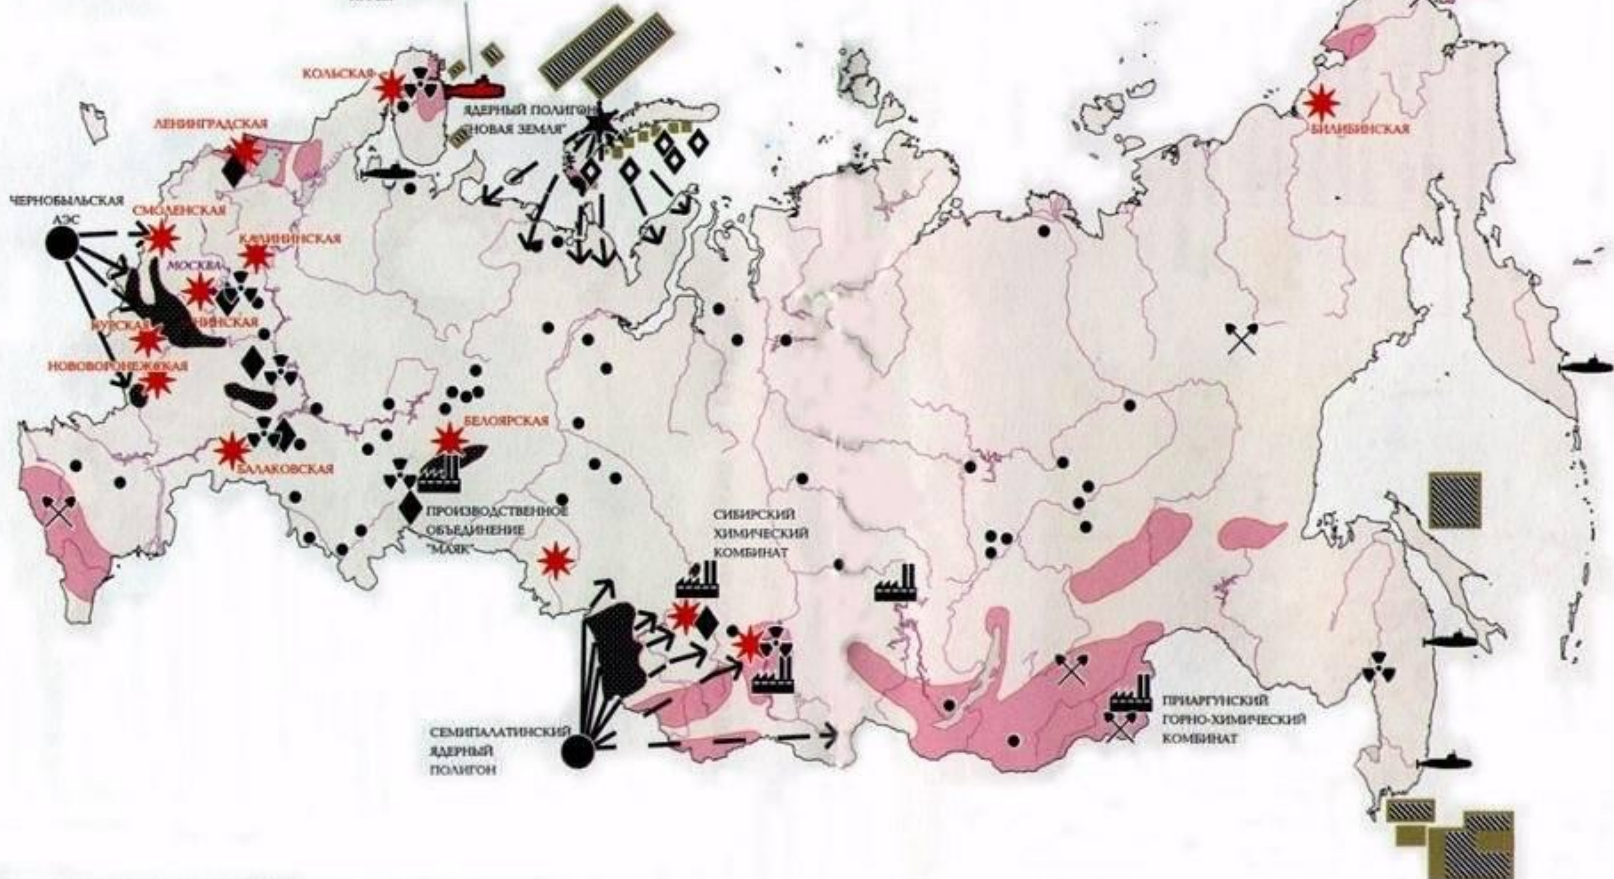 КОЛЬСКАЯ
ЯДЕРНЫЙ ПОЛИГОН
"НОВАЯ ЗЕМЛЯ"
ЛЕНИНГРАДСКАЯ
БИЛИБИНСКАЯ
ЧЕРНОБЫЛЬСКАЯ
АЭС
СМОЛЕНСКАЯ
КАЛИНИНСКАЯ
МОСКВА
КУРСКАЯ
НИНСКАЯ
НОВОВОРОНЕЖСКАЯ
БЕЛОЯРСКАЯ
БАЛАКОВСКАЯ
ПРОИЗВОДСТВЕННОЕ
ОБЪЕДИНЕНИЕ
"МАЯК"
СИБИРСКИЙ
ХИМИЧЕСКИЙ
КОМБИНАТ
СЕМИПАЛАТИНСКИЙ
ЯДЕРНЫЙ
ПОЛИГОН
ПРИАРГУНСКИЙ
ГОРНО-ХИМИЧЕСКИЙ
КОМБИНАТ